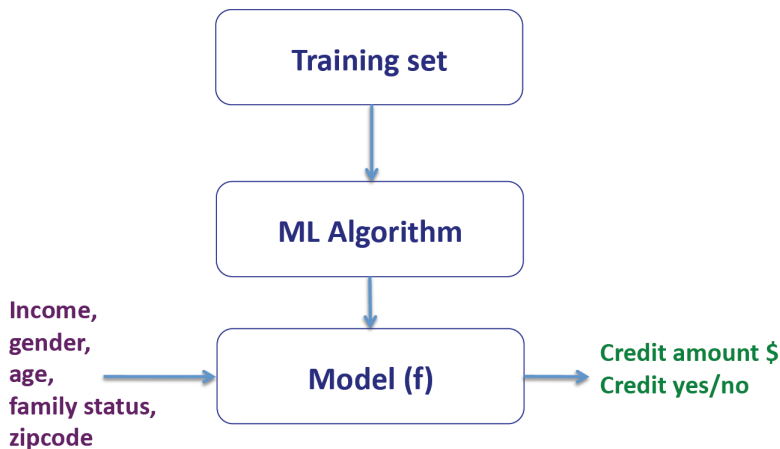 Training set
ML Algorithm
Income,
gender,
age,
family status,
zipcode
Model (f)
Credit amount $
Credit yes/no